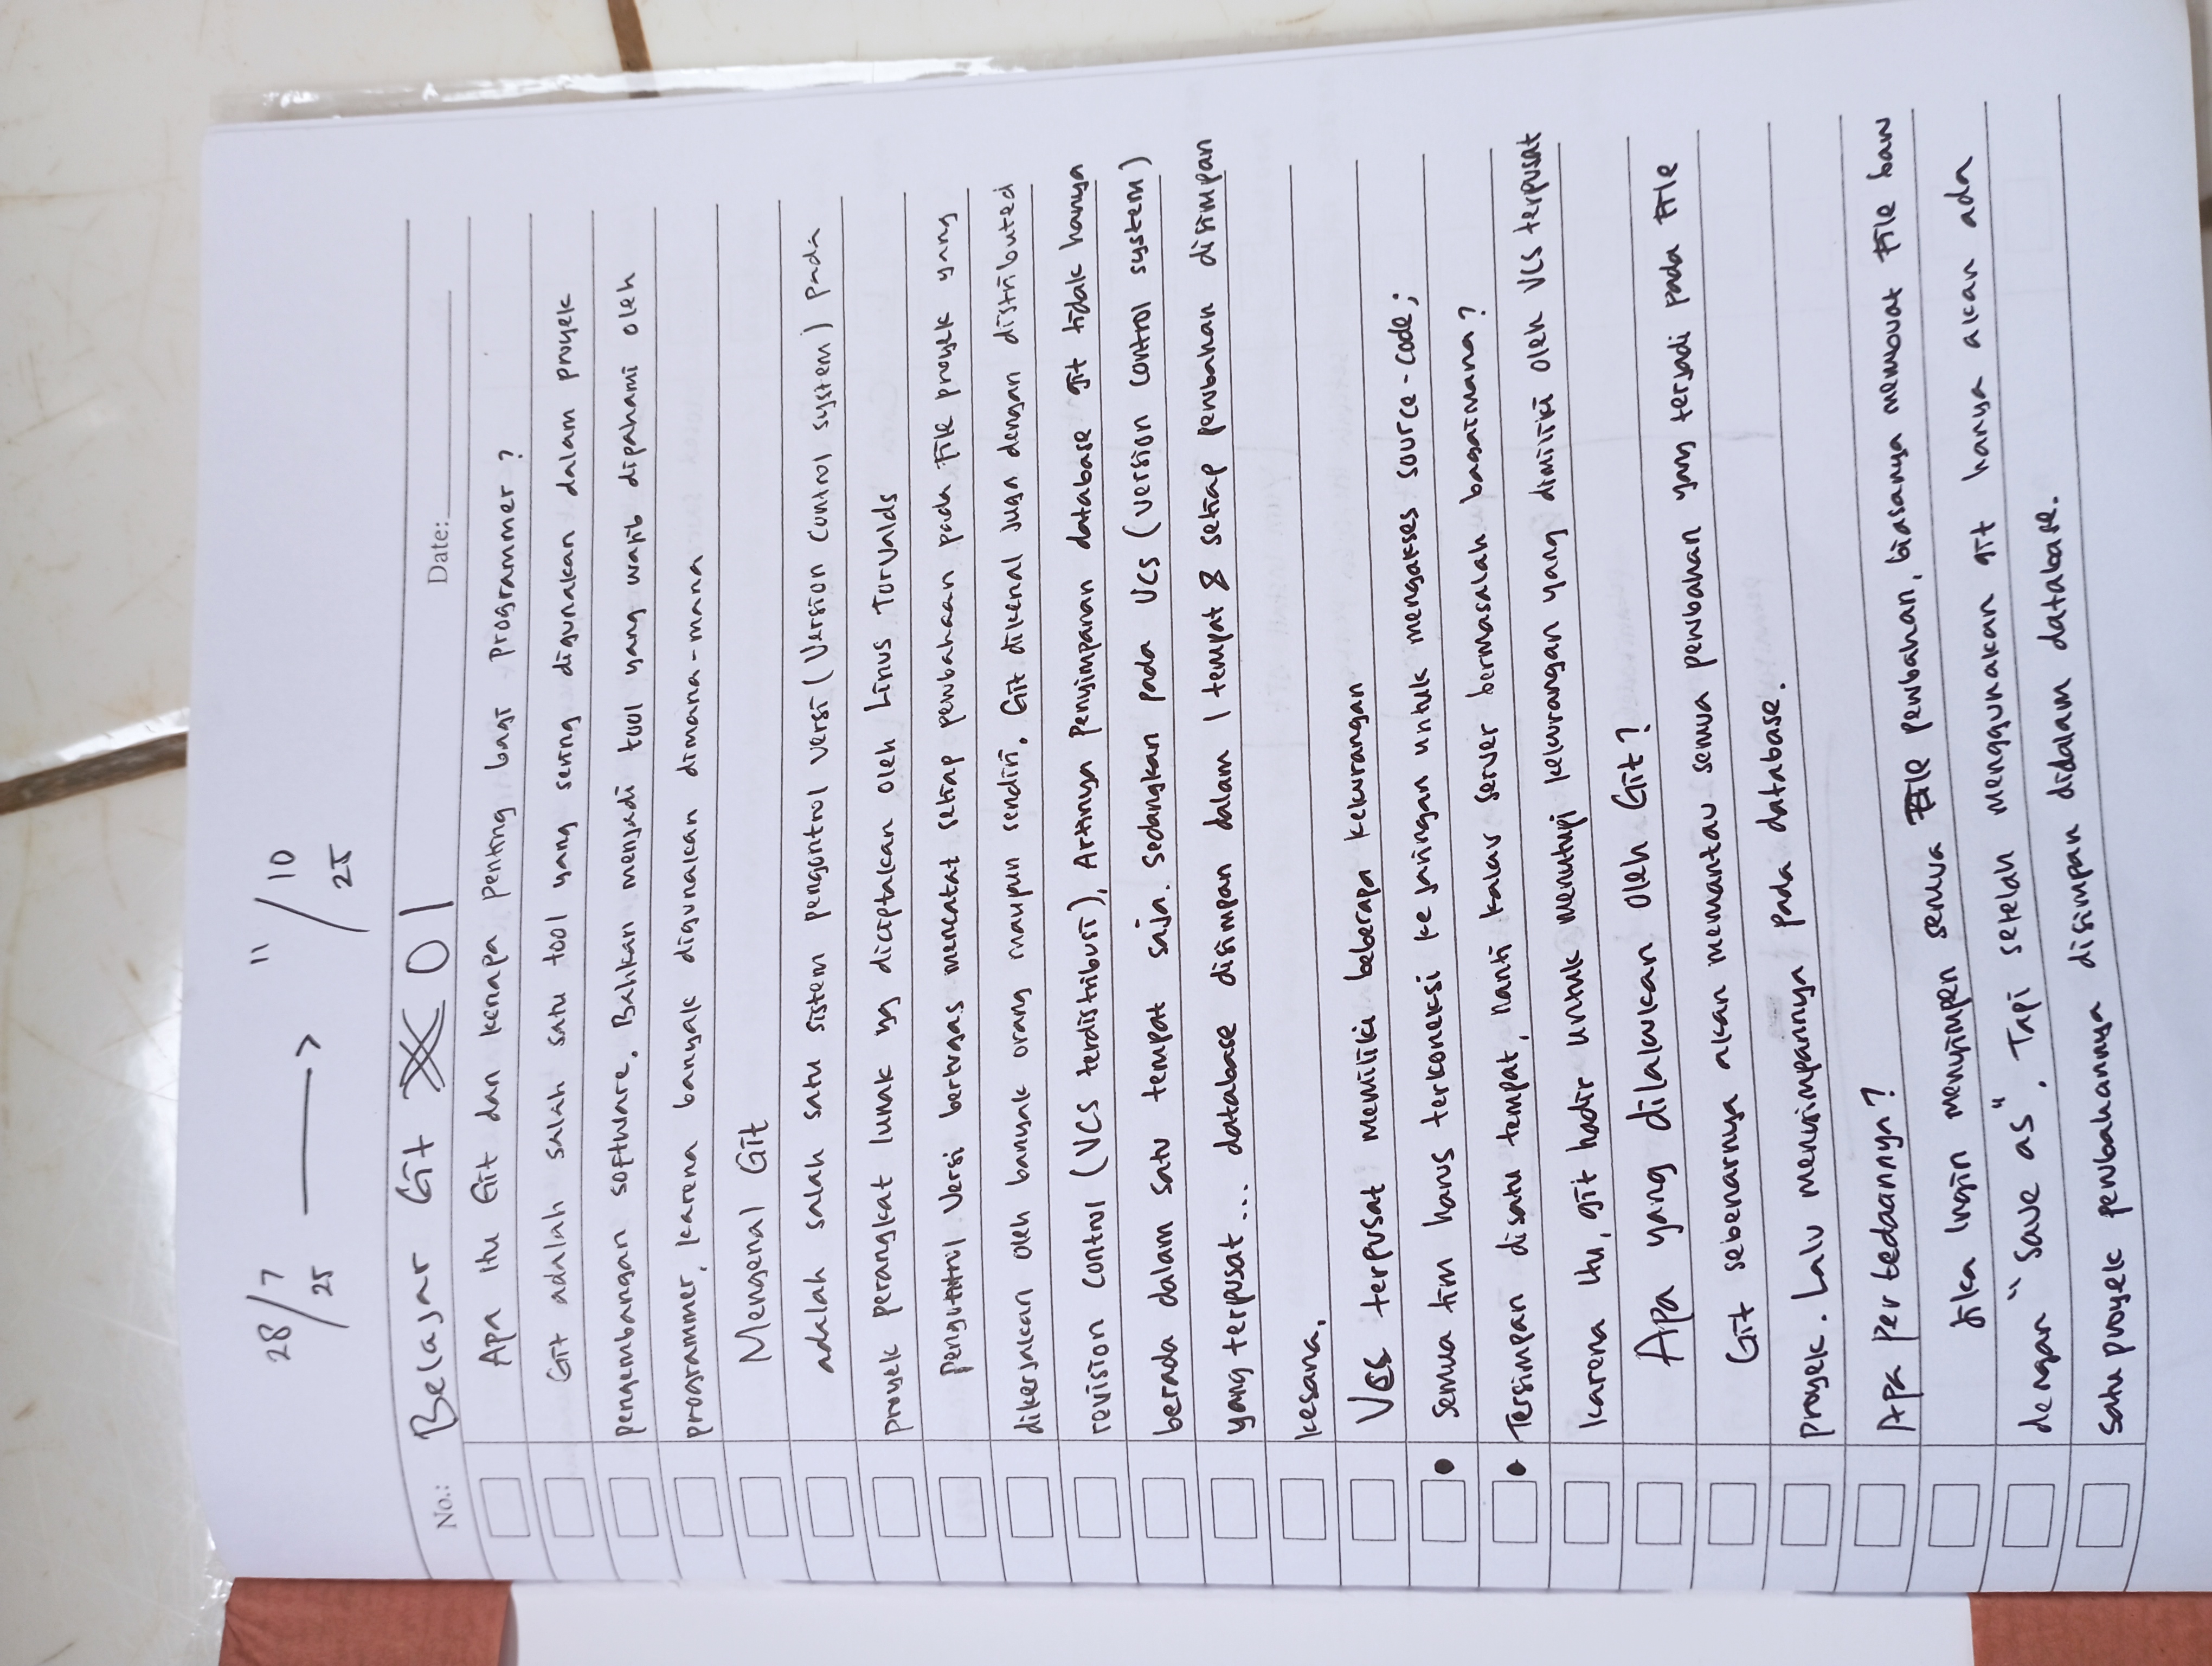 28/7 25 → 11/10 25
No.: Belajar Git 01 Date:
Apa itu Git dan kenapa penting bagi programmer?
Git adalah salah satu tool yang sering digunakan dalam proyek
pengembangan software. Bahkan menjadi tool yang wajib dipahami oleh
programmer, karena banyak digunakan dimana-mana
Mengenal Git
adalah salah satu sistem pengontrol versi (Version Control system) pada
proyek perangkat lunak yg diciptakan oleh Linus Torvalds
Pengontrol Versi bertugas mencatat setiap perubahaan pada File proyek yang
dikerjakan oleh banyak orang maupun sendiri. Git dikenal juga dengan distributed
revision control (VCS terdistribusi), Artinya penyimpanan database git tidak hanya
berada dalam satu tempat saja. Sedangkan pada VCS (version control system)
yang terpusat... database disimpan dalam 1 tempat & setiap perubahan disimpan
kesana.
VCS terpusat memiliki beberapa kekurangan
• Semua tim harus terkoneksi ke jaringan untuk mengakses source-code;
• Tersimpan disatu tempat, nanti kalau server bermasalah bagaimana?
Karena itu, git hadir untuk menutupi kekurangan yang dimiliki oleh VCS terpusat
Apa yang dilakukan oleh Git?
Git sebenarnya akan memantau semua perubahan yang terjadi pada File
proyek. Lalu menyimpannya pada database.
Apa Perbedaannya?
Jika Ingin menyimpen semua File perubahan, biasanya membuat File baru
dengan "Save as". Tapi setelah menggunakan git hanya akan ada
satu proyek perubahannya disimpan didalam database.